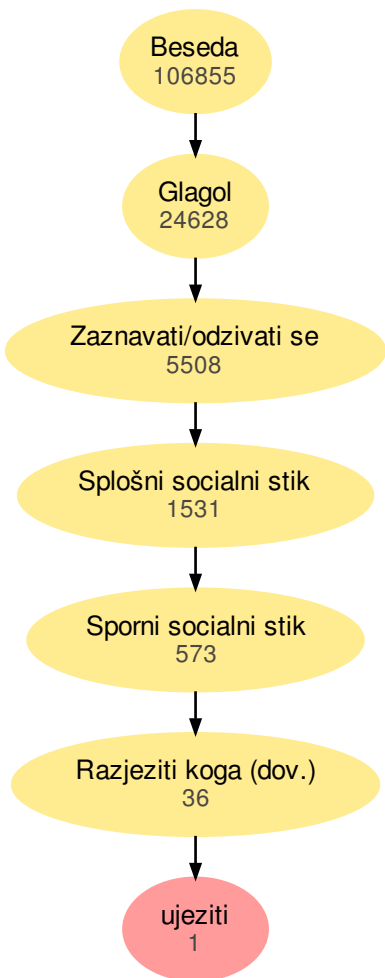 Beseda
106855
Glagol
24628
Zaznavati/odzivati se
5508
Splošni socialni stik
1531
Sporni socialni stik
573
Razjeziti koga (dov.)
36
ujeziti
1